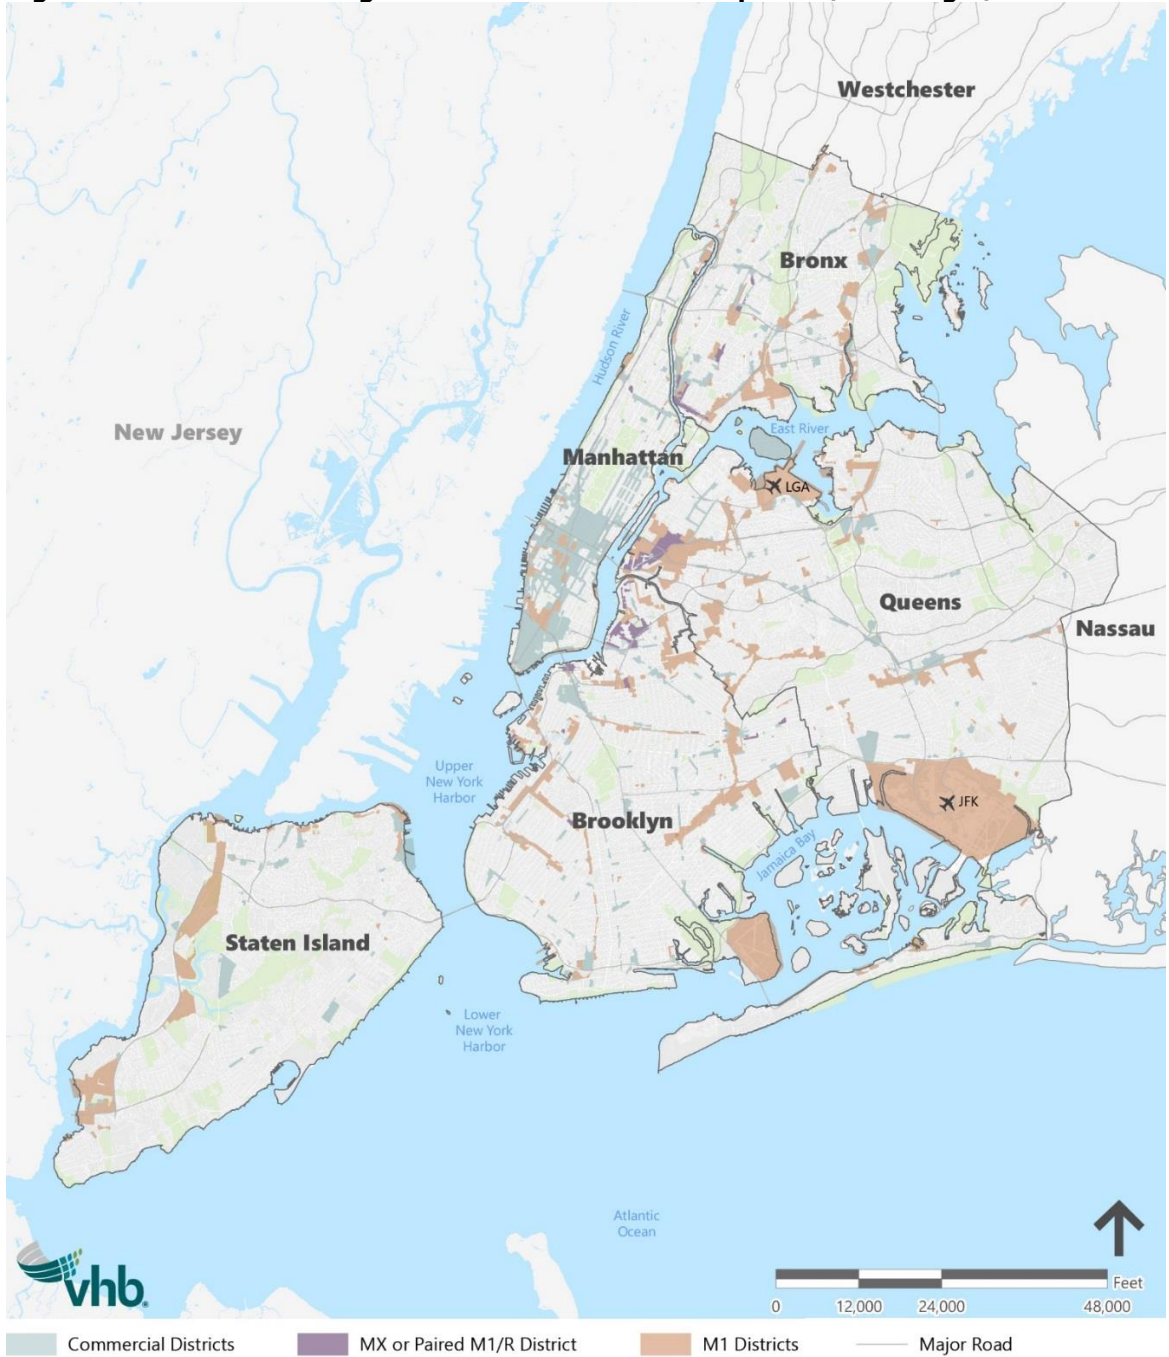 Westchester
Bronx
Hudson River
New Jersey
East River
Manhattan
LGA
Queens
Nassau
Upper
New York
Harbor
JFK
Brooklyn
Jamaica Bay
Staten Island
Lower
New York
Harbor
Atlantic
Ocean
vhb.
Feet
0 12,000 24,000 48,000
Commercial Districts MX or Paired M1/R District M1 Districts Major Road